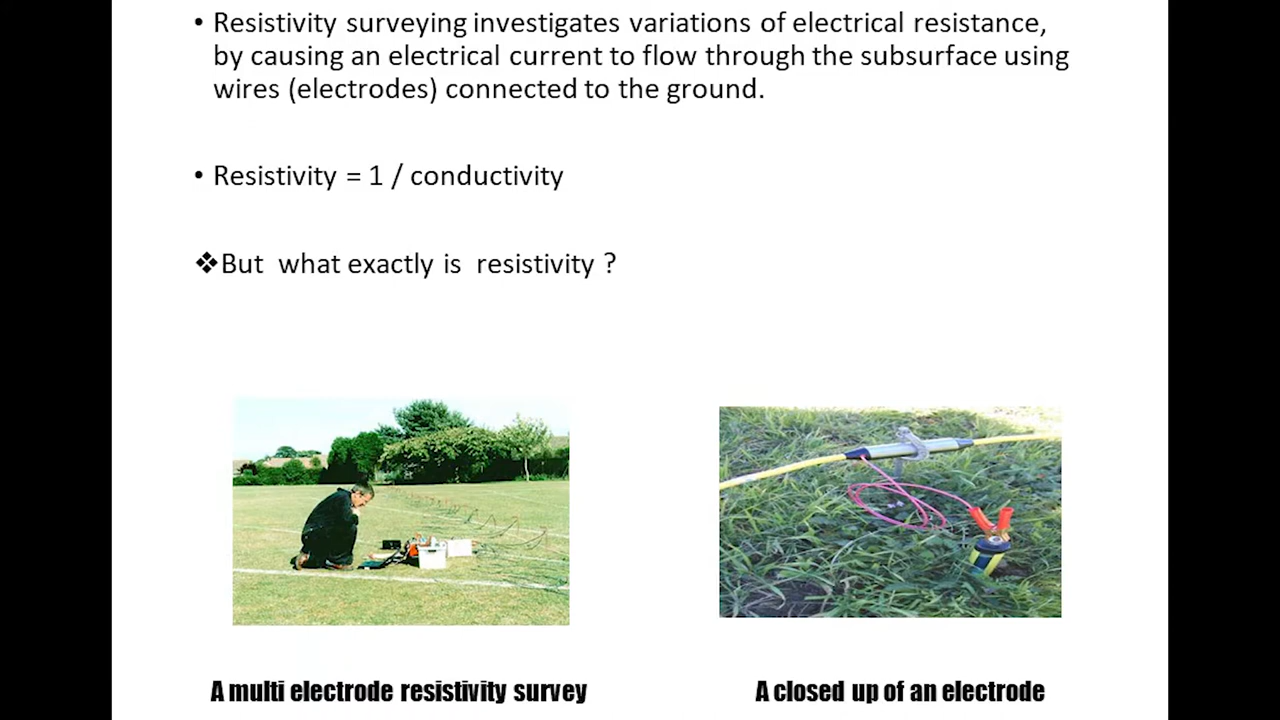 • Resistivity surveying investigates variations of electrical resistance,
by causing an electrical current to flow through the subsurface using
wires (electrodes) connected to the ground.
• Resistivity = 1 / conductivity
❖But what exactly is resistivity ?
A multi electrode resistivity survey
A closed up of an electrode